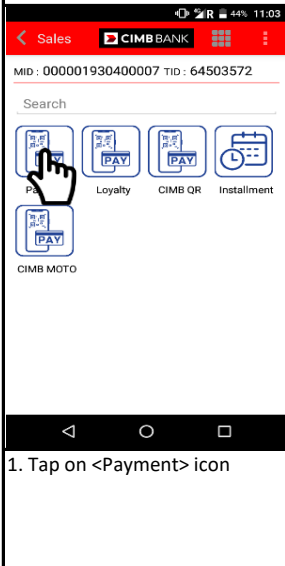 R 44% 11:03
Sales CIMB BANK
MID : 000001930400007 TID : 64503572
Search
PAY PAY PAY
Loyalty CIMB QR Installment
PAY
CIMB MOTO
1. Tap on <Payment> icon